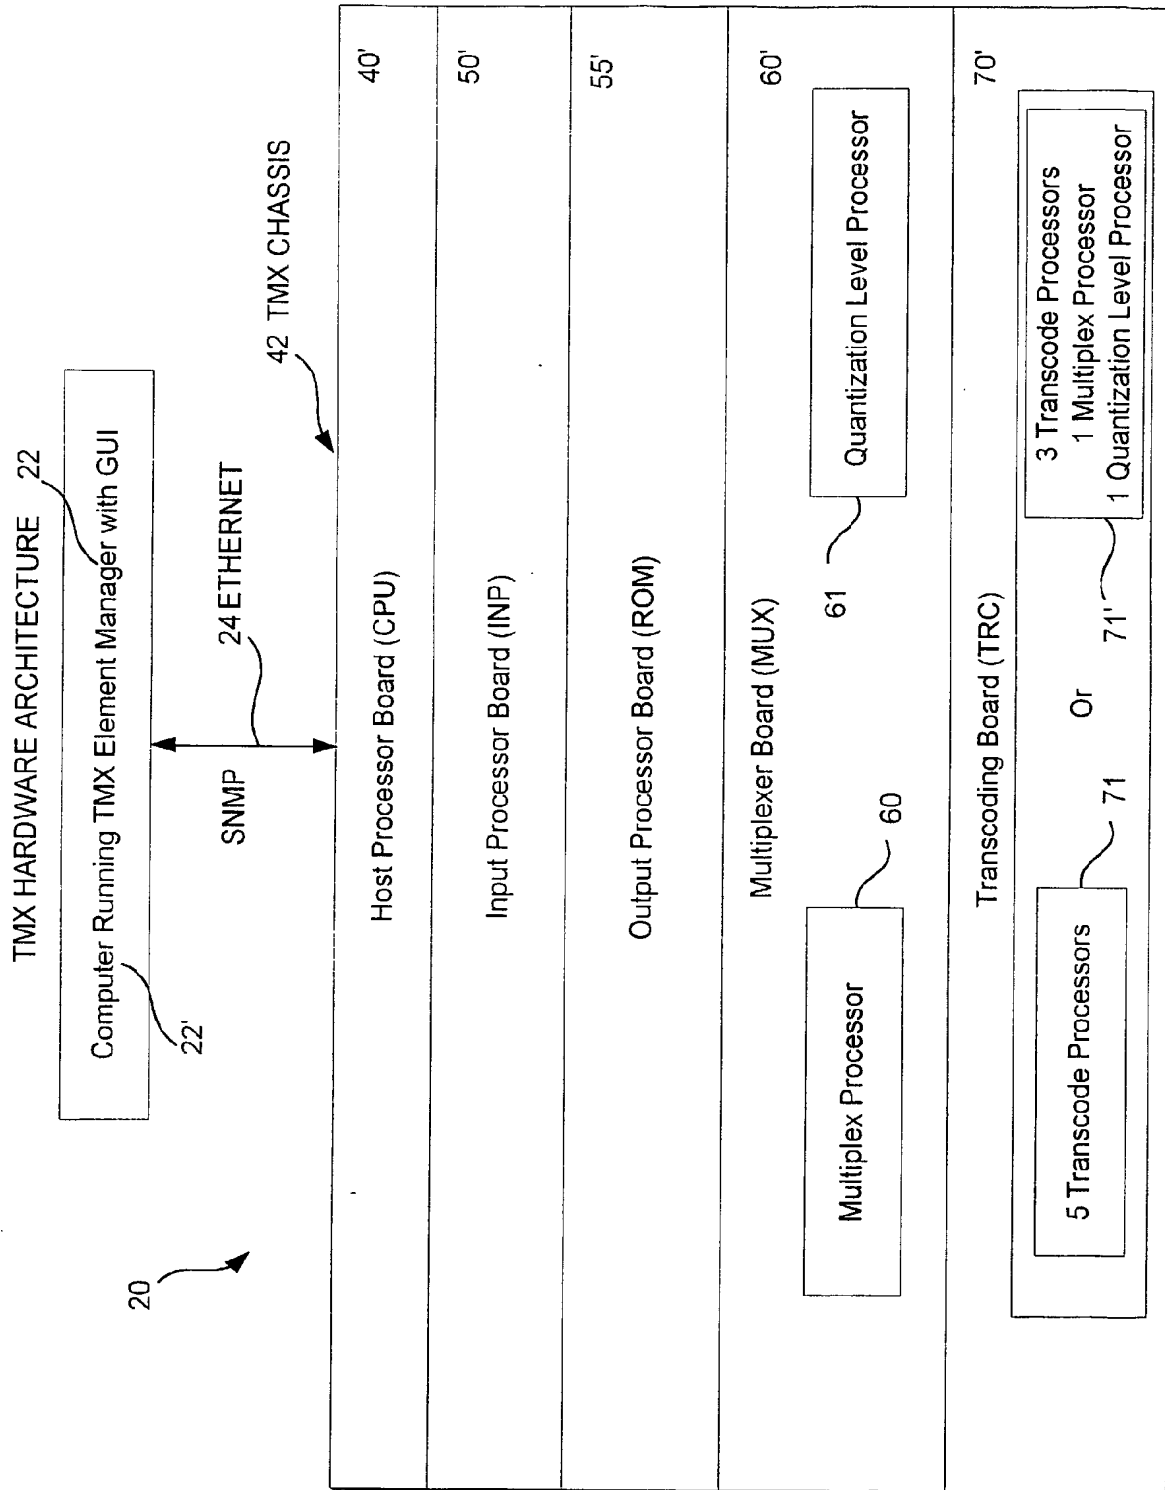 TMX HARDWARE ARCHITECTURE
22
Computer Running TMX Element Manager with GUI
22'
20
SNMP
24 ETHERNET
42 TMX CHASSIS
Host Processor Board (CPU)
40'
Input Processor Board (INP)
50'
Output Processor Board (ROM)
55'
Multiplexer Board (MUX)
60'
Multiplex Processor
60
61
Quantization Level Processor
Transcoding Board (TRC)
70'
5 Transcode Processors
71
Or
71'
3 Transcode Processors
1 Multiplex Processor
1 Quantization Level Processor